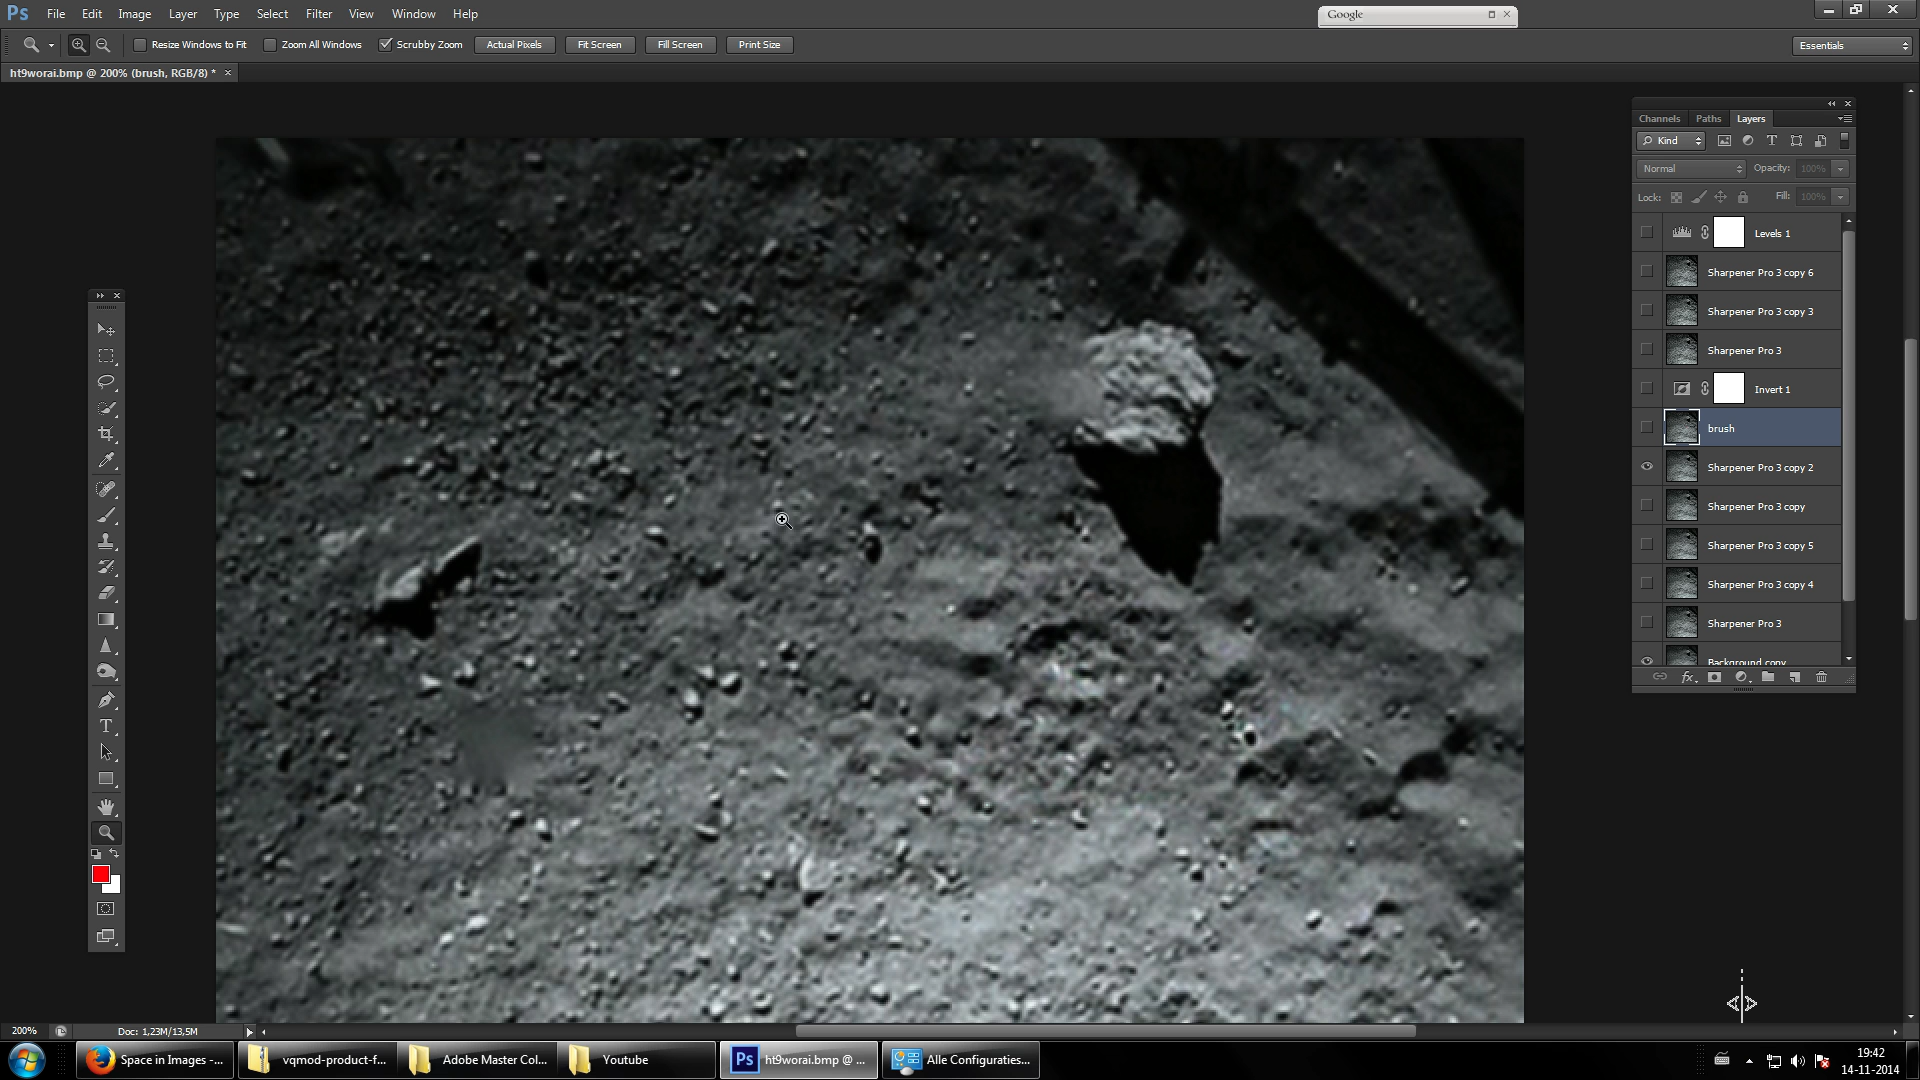 Ps File Edit Image Layer Type Select Filter View Window Help
Google
Resize Windows to Fit Zoom All Windows Scrubby Zoom Actual Pixels Fit Screen Fill Screen Print Size
Essentials
ht9worai.bmp @ 200% (brush, RGB/8) *
Channels Paths Layers
Kind
Normal Opacity: 100%
Lock: Fill: 100%
Levels 1
Sharpener Pro 3 copy 6
Sharpener Pro 3 copy 3
Sharpener Pro 3
Invert 1
brush
Sharpener Pro 3 copy 2
Sharpener Pro 3 copy
Sharpener Pro 3 copy 5
Sharpener Pro 3 copy 4
Sharpener Pro 3
Background copy
fx
200% Doc: 1,23M/13,5M
Space in Images -... vqmod-product-f... Adobe Master Col... Youtube Ps ht9worai.bmp @ ... Alle Configuraties...
19:42
14-11-2014